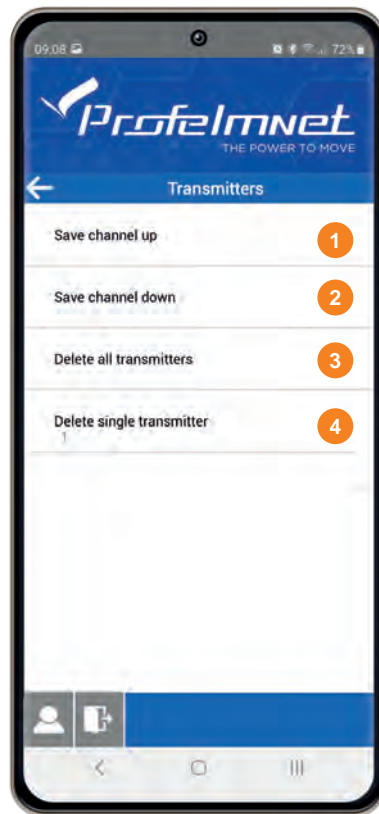 09:08 72%
Profelmnet
THE POWER TO MOVE
Transmitters
Save channel up 1
Save channel down 2
Delete all transmitters 3
Delete single transmitter 4
1